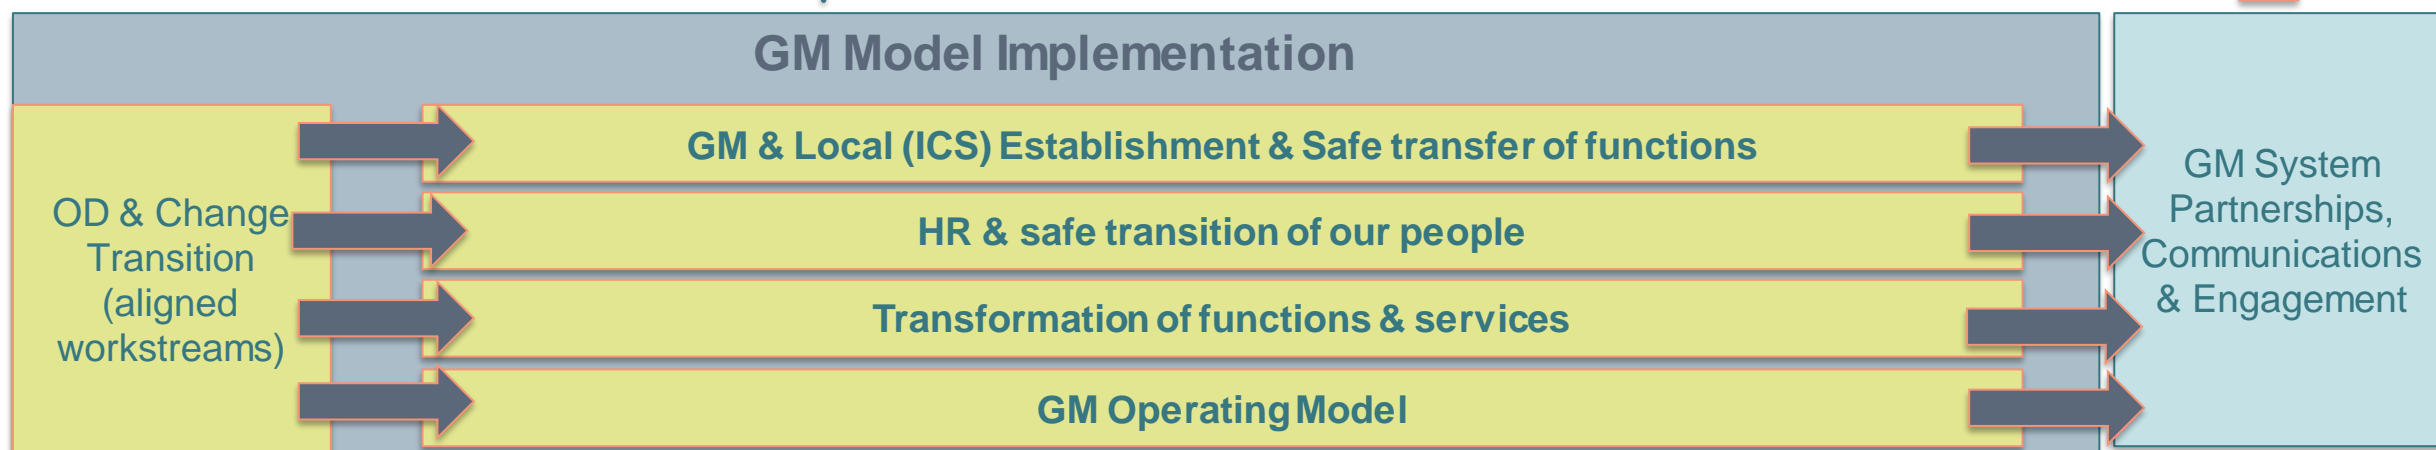 GM Model Implementation
OD & Change
Transition
(aligned
workstreams)
GM & Local (ICS) Establishment & Safe transfer of functions
HR & safe transition of our people
Transformation of functions & services
GM Operating Model
GM System
Partnerships,
Communications
& Engagement